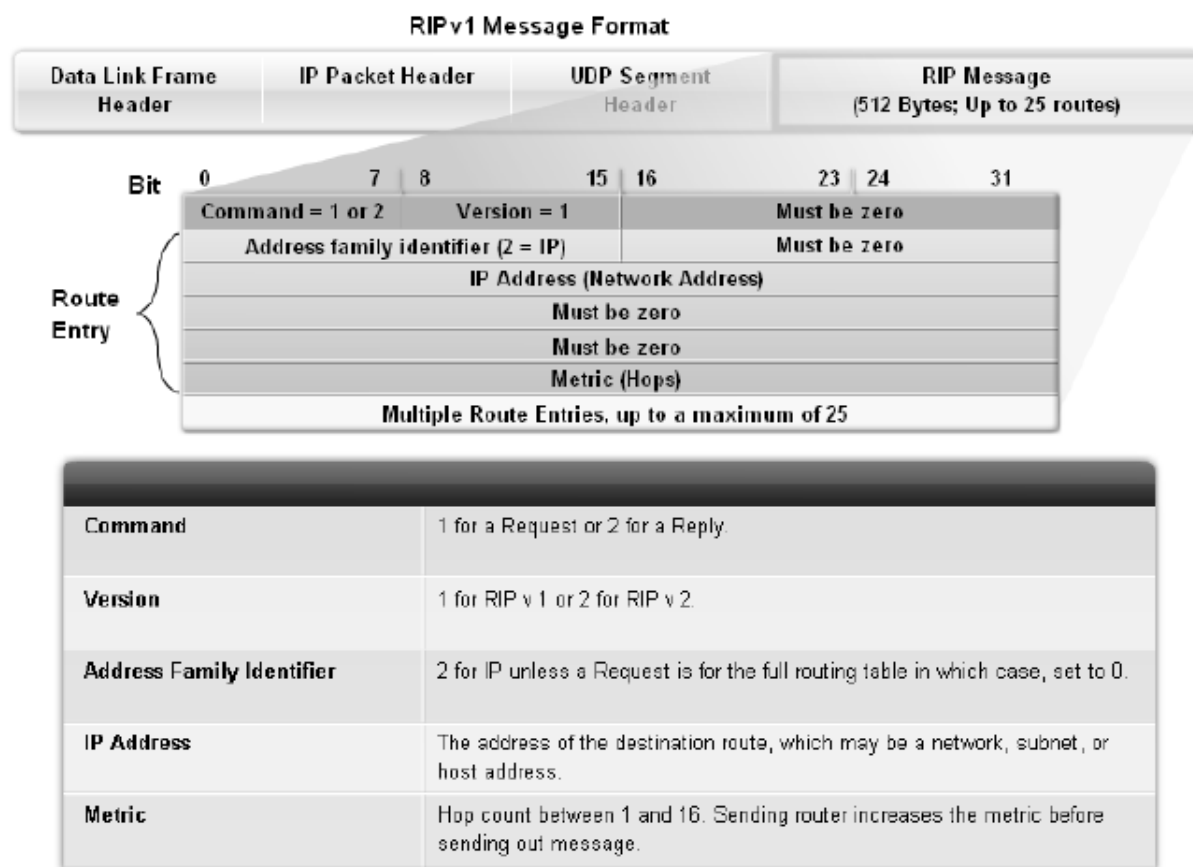 RIPv1 Message Format
Data Link Frame Header
IP Packet Header
UDP Segment Header
RIP Message
(512 Bytes; Up to 25 routes)
Bit 0 7 8 15 16 23 24 31
Command = 1 or 2
Version = 1
Must be zero
Route Entry
Address family identifier (2 = IP)
Must be zero
IP Address (Network Address)
Must be zero
Must be zero
Metric (Hops)
Multiple Route Entries, up to a maximum of 25
Command
1 for a Request or 2 for a Reply.
Version
1 for RIP v 1 or 2 for RIP v 2.
Address Family Identifier
2 for IP unless a Request is for the full routing table in which case, set to 0.
IP Address
The address of the destination route, which may be a network, subnet, or
host address.
Metric
Hop count between 1 and 16. Sending router increases the metric before
sending out message.